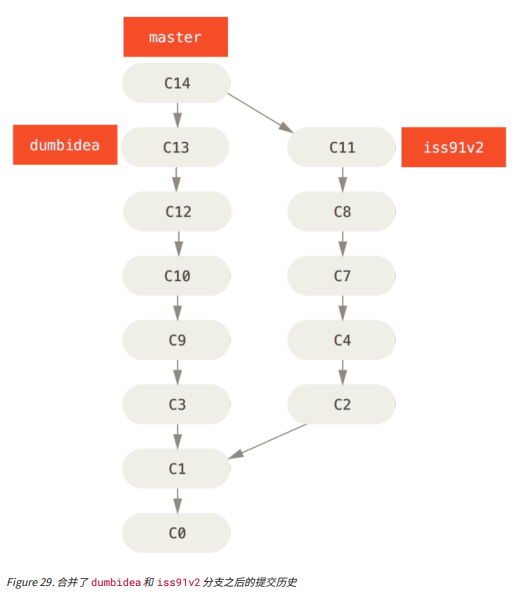 master
C14
dumbidea
C13
C11
iss91v2
C12
C8
C10
C7
C9
C4
C3
C2
C1
C0
Figure 29. 合并了 dumbidea 和 iss91v2 分支之后的提交历史